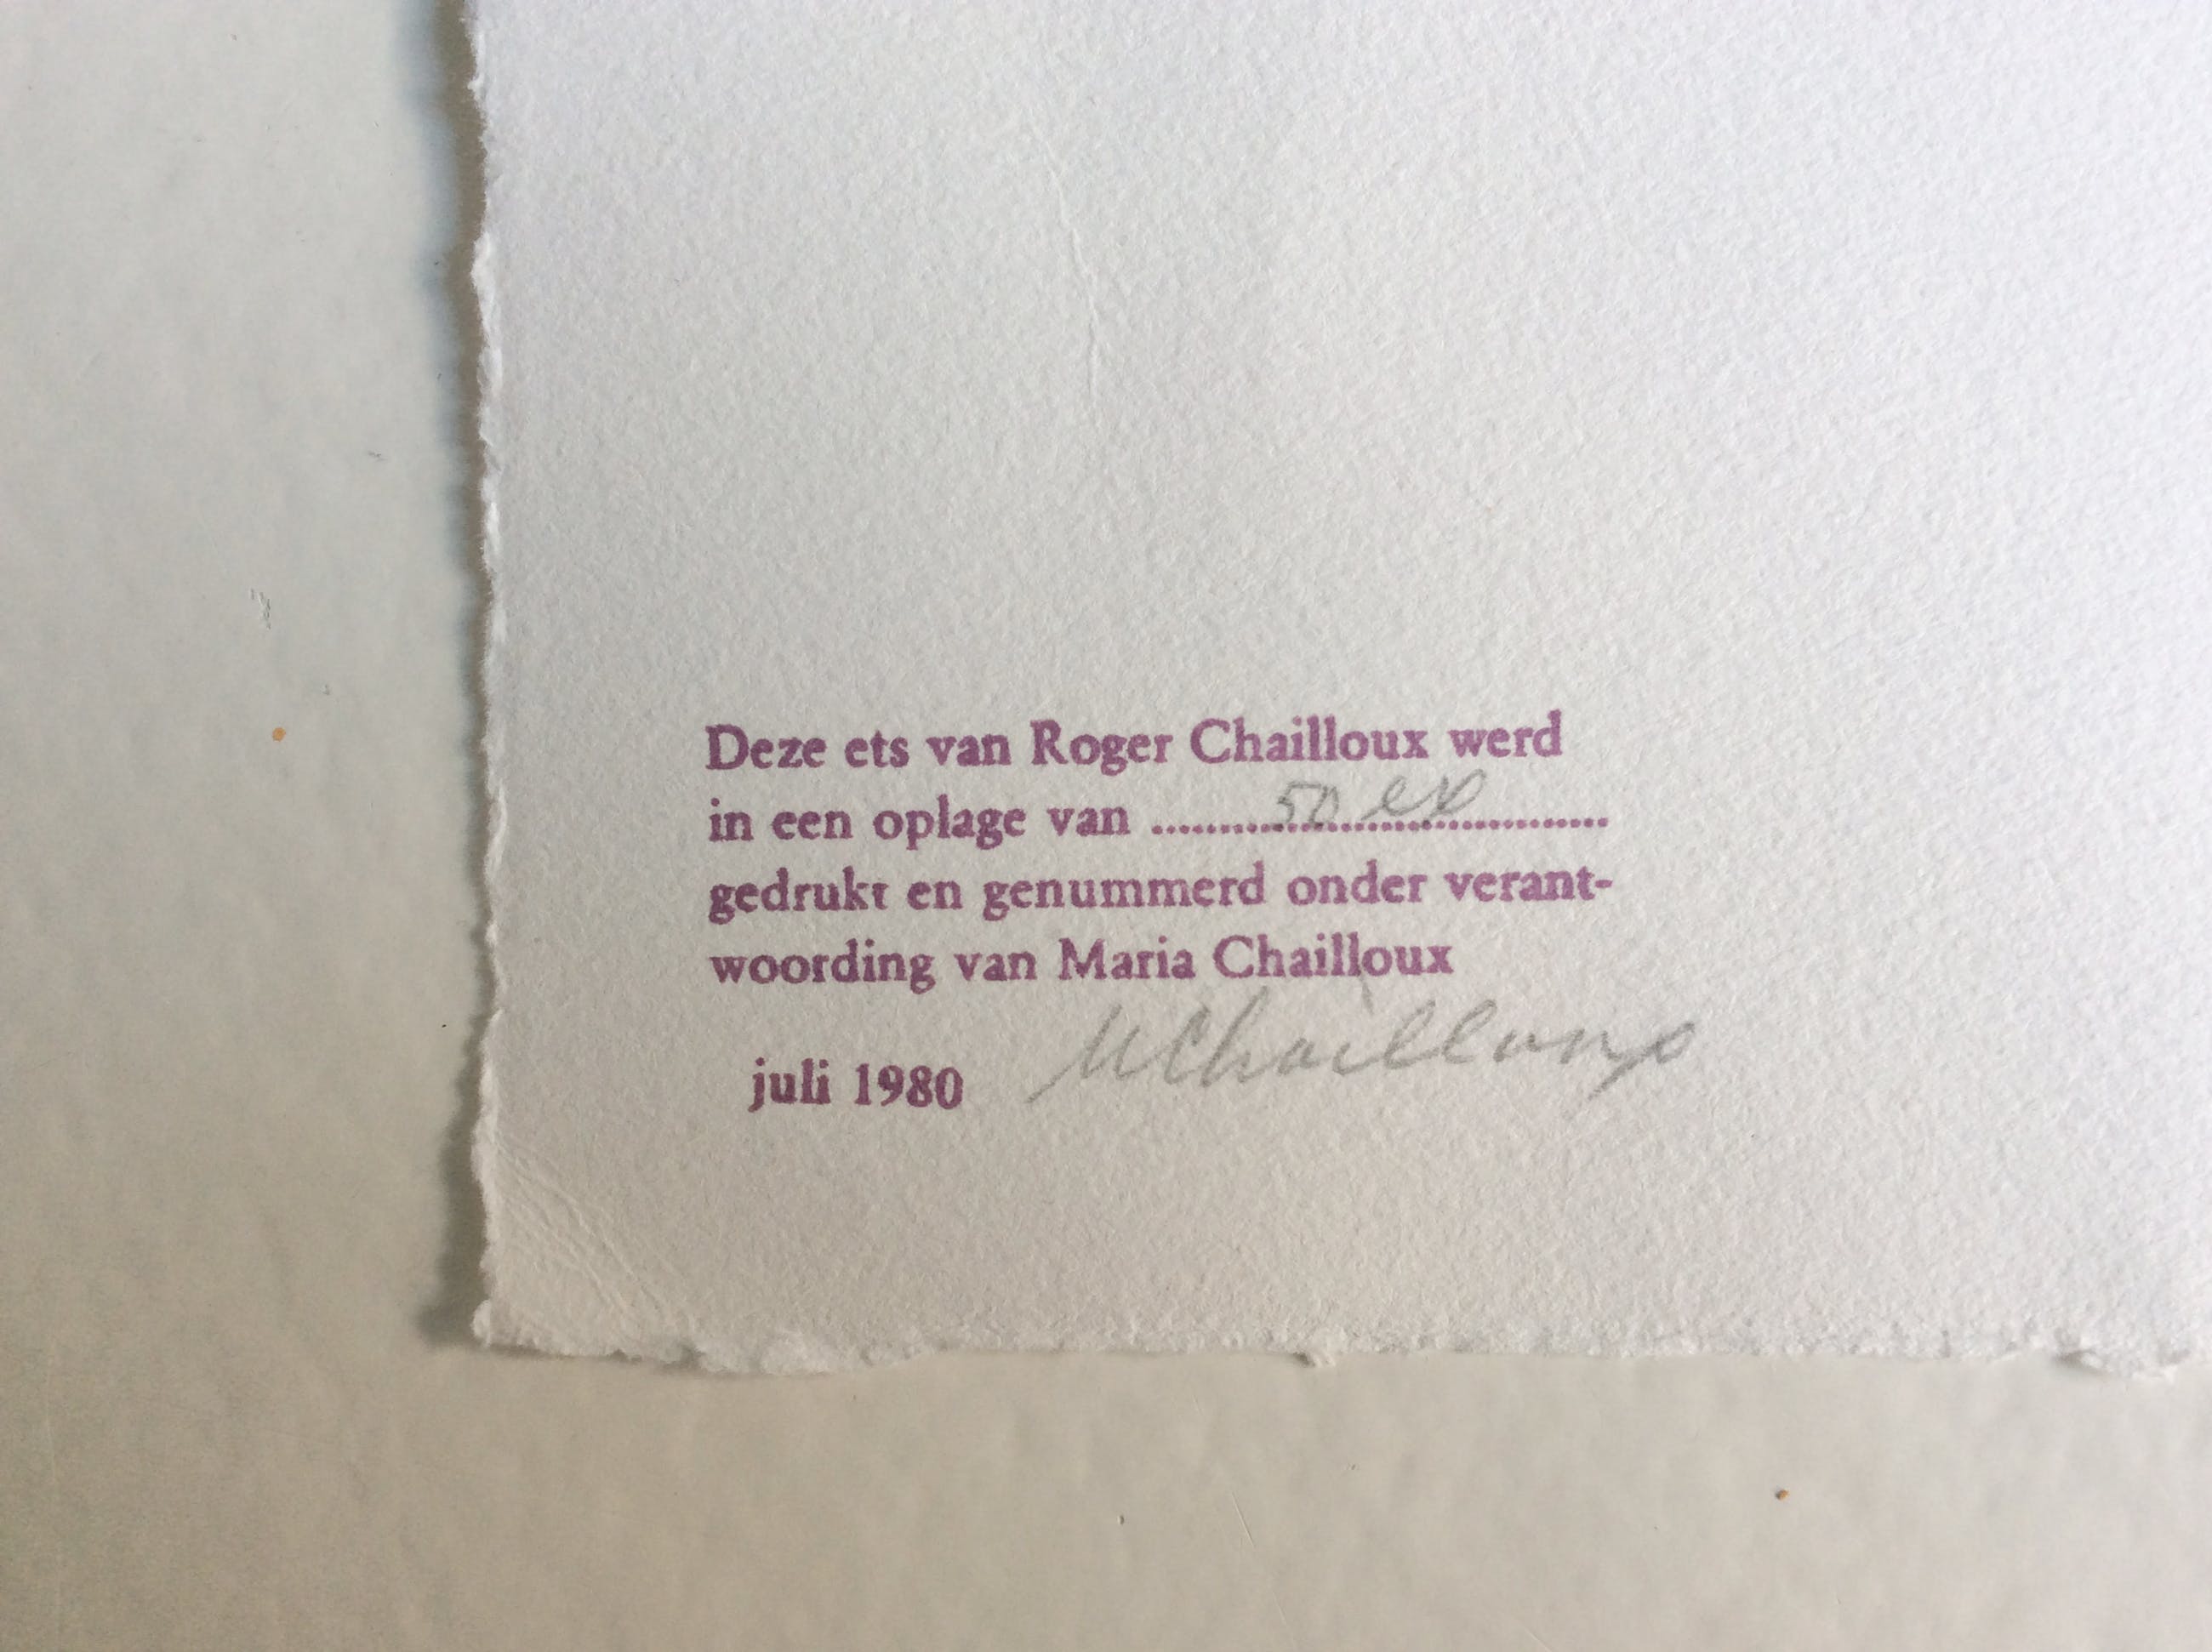 Deze ets van Roger Chailloux werd
in een oplage van .......... 50 ex ..........
gedrukt en genummerd onder verant-
woording van Maria Chailloux
juli 1980 MChailloux